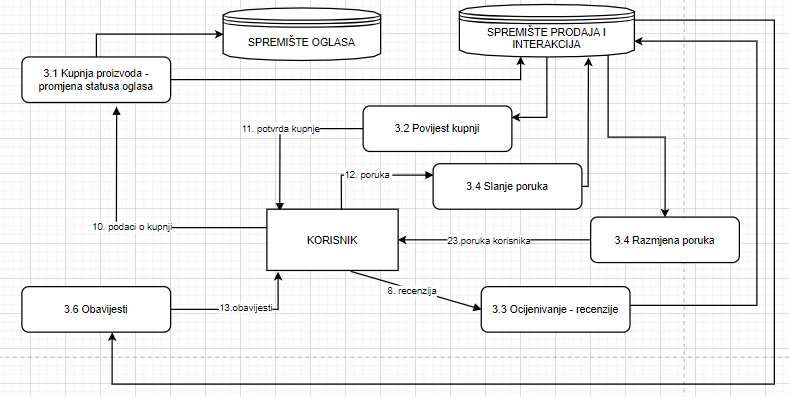 SPREMIŠTE OGLASA
SPREMIŠTE PRODAJA I
INTERAKCIJA
3.1 Kupnja proizvoda -
promjena statusa oglasa
11. potvrda kupnje
3.2 Povijest kupnji
12. poruka
3.4 Slanje poruka
10. podaci o kupnji
KORISNIK
23.poruka korisnika
3.4 Razmjena poruka
3.6 Obavijesti
13.obavijesti
8. recenzija
3.3 Ocijenivanje - recenzije